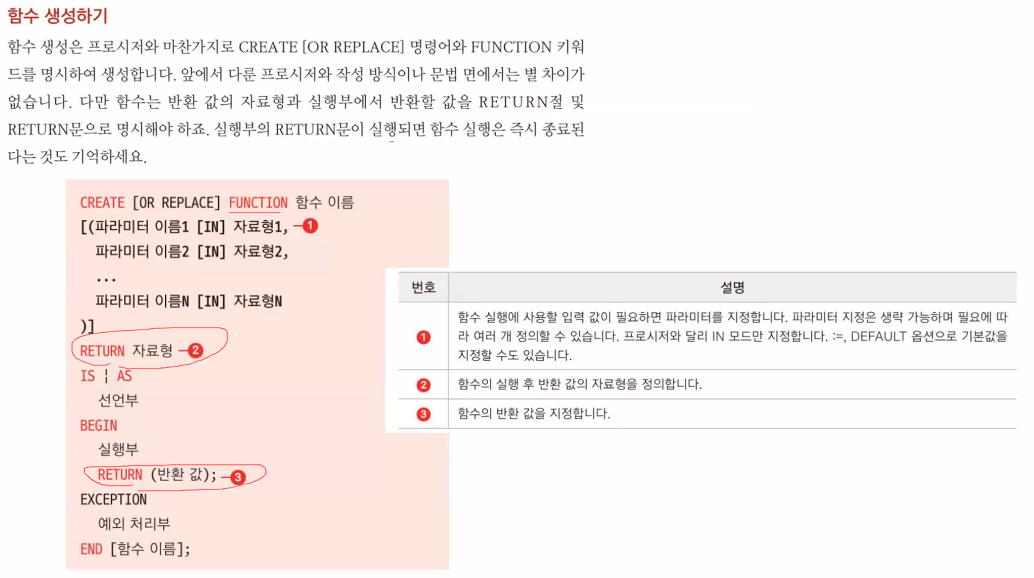 함수 생성하기
함수 생성은 프로시저와 마찬가지로 CREATE [OR REPLACE] 명령어와 FUNCTION 키워
드를 명시하여 생성합니다. 앞에서 다룬 프로시저와 작성 방식이나 문법 면에서는 별 차이가
없습니다. 다만 함수는 반환 값의 자료형과 실행부에서 반환할 값을 RETURN절 및
RETURN문으로 명시해야 하죠. 실행부의 RETURN문이 실행되면 함수 실행은 즉시 종료된
다는 것도 기억하세요.
CREATE [OR REPLACE] FUNCTION 함수 이름
[(파라미터 이름1 [IN] 자료형1, ❶
파라미터 이름2 [IN] 자료형2,
...
파라미터 이름N [IN] 자료형N
)]
RETURN 자료형 ❷
IS | AS
선언부
BEGIN
실행부
RETURN (반환 값); ❸
EXCEPTION
예외 처리부
END [함수 이름];
번호 설명
❶ 함수 실행에 사용할 입력 값이 필요하면 파라미터를 지정합니다. 파라미터 지정은 생략 가능하며 필요에 따
라 여러 개 정의할 수 있습니다. 프로시저와 달리 IN 모드만 지정합니다. :=, DEFAULT 옵션으로 기본값을
지정할 수도 있습니다.
❷ 함수의 실행 후 반환 값의 자료형을 정의합니다.
❸ 함수의 반환 값을 지정합니다.